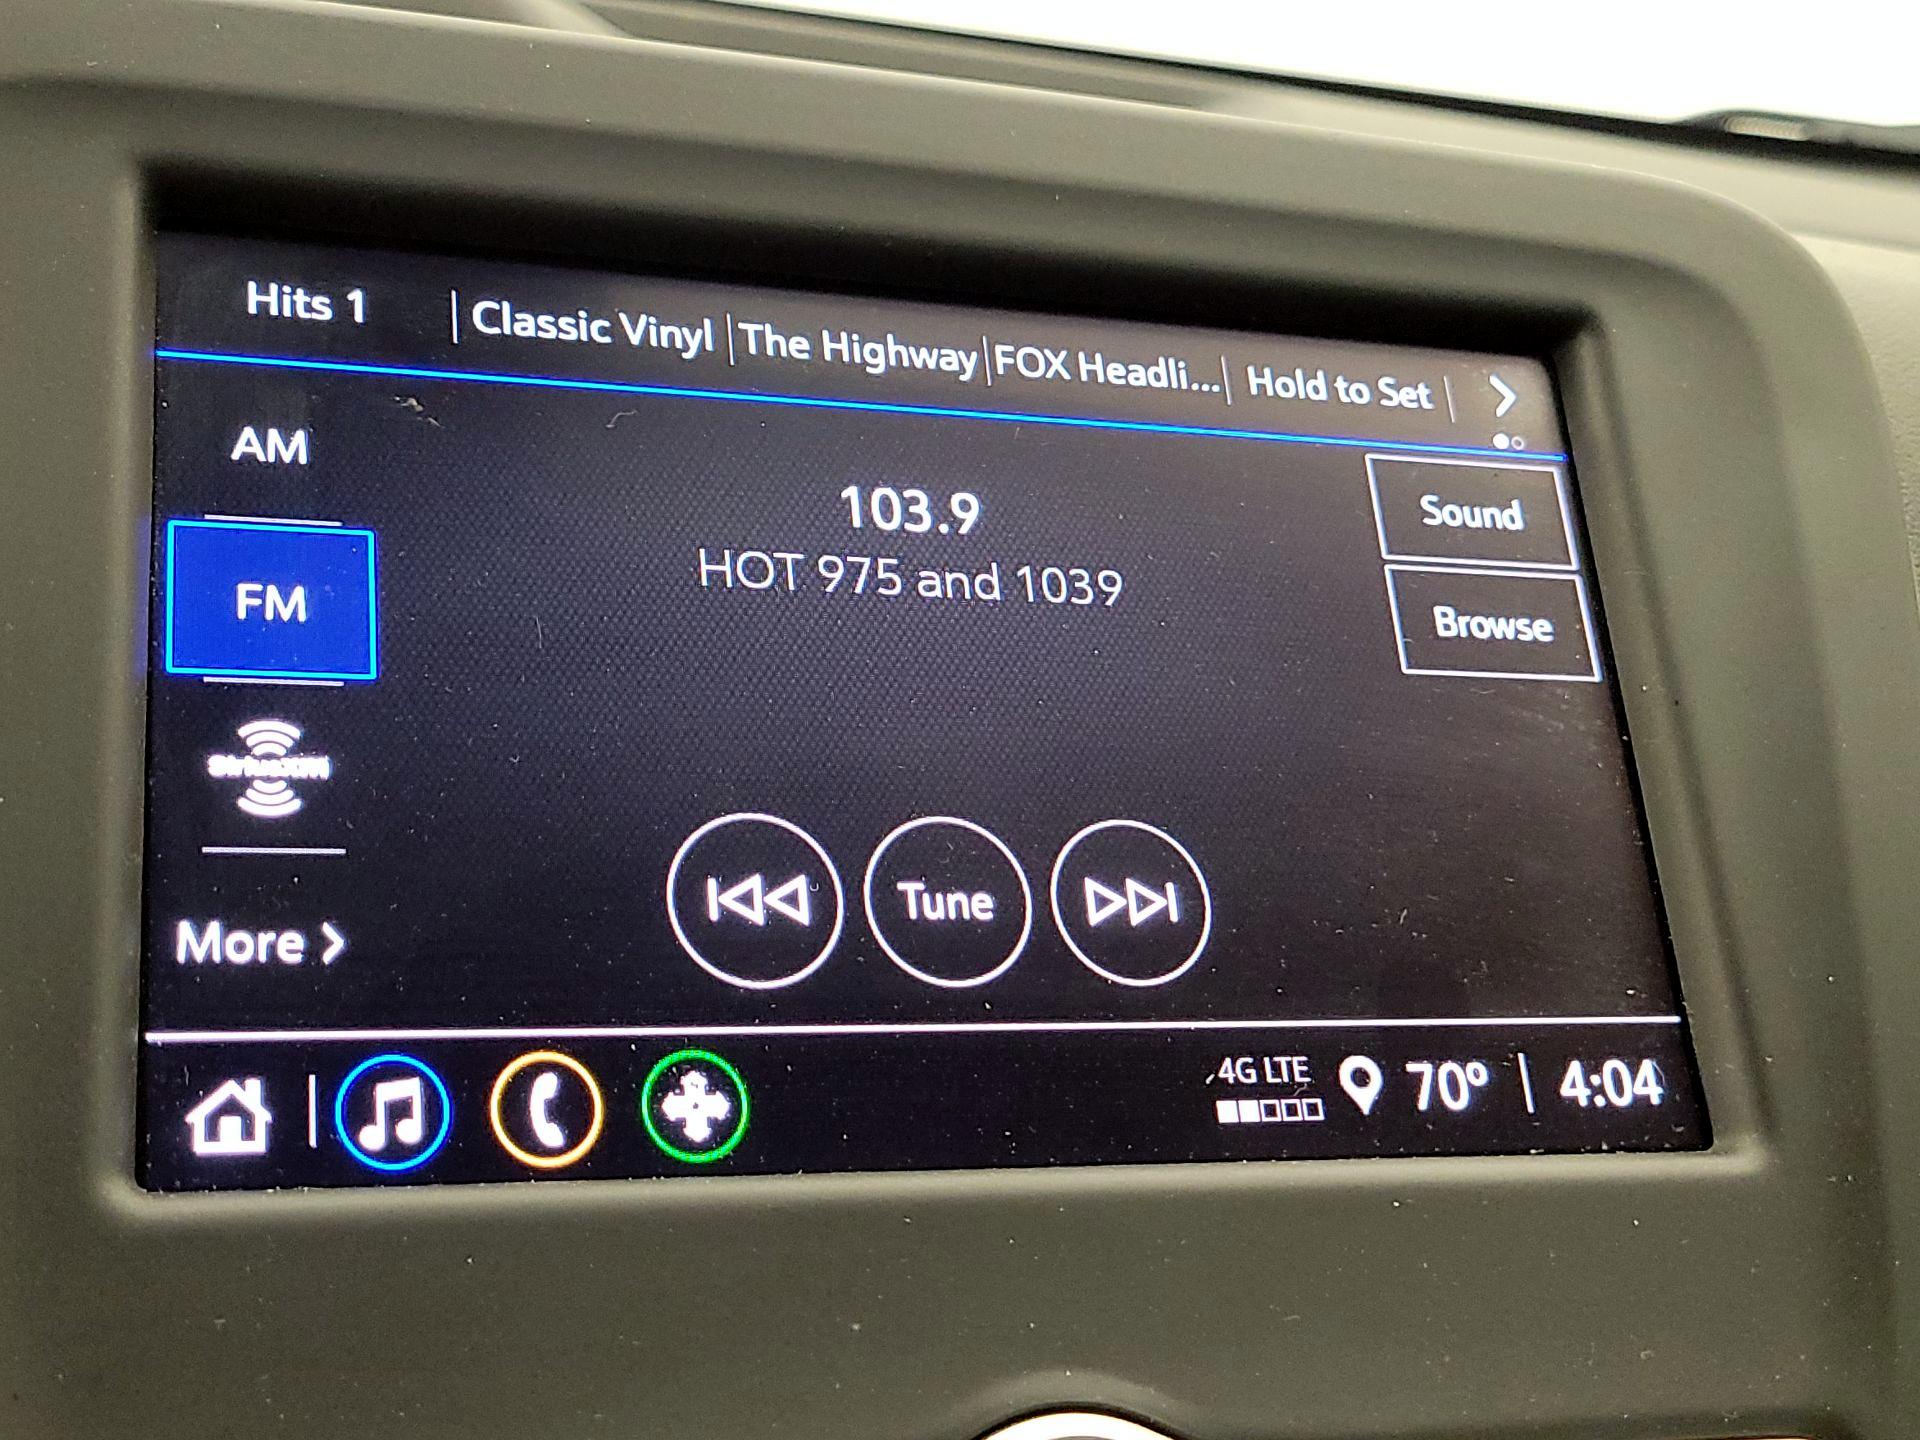 Hits 1 | Classic Vinyl | The Highway | FOX Headli... | Hold to Set |
AM
103.9
Sound
HOT 975 and 1039
FM
Browse
SiriusXM
Tune
More
4G LTE 70° | 4:04